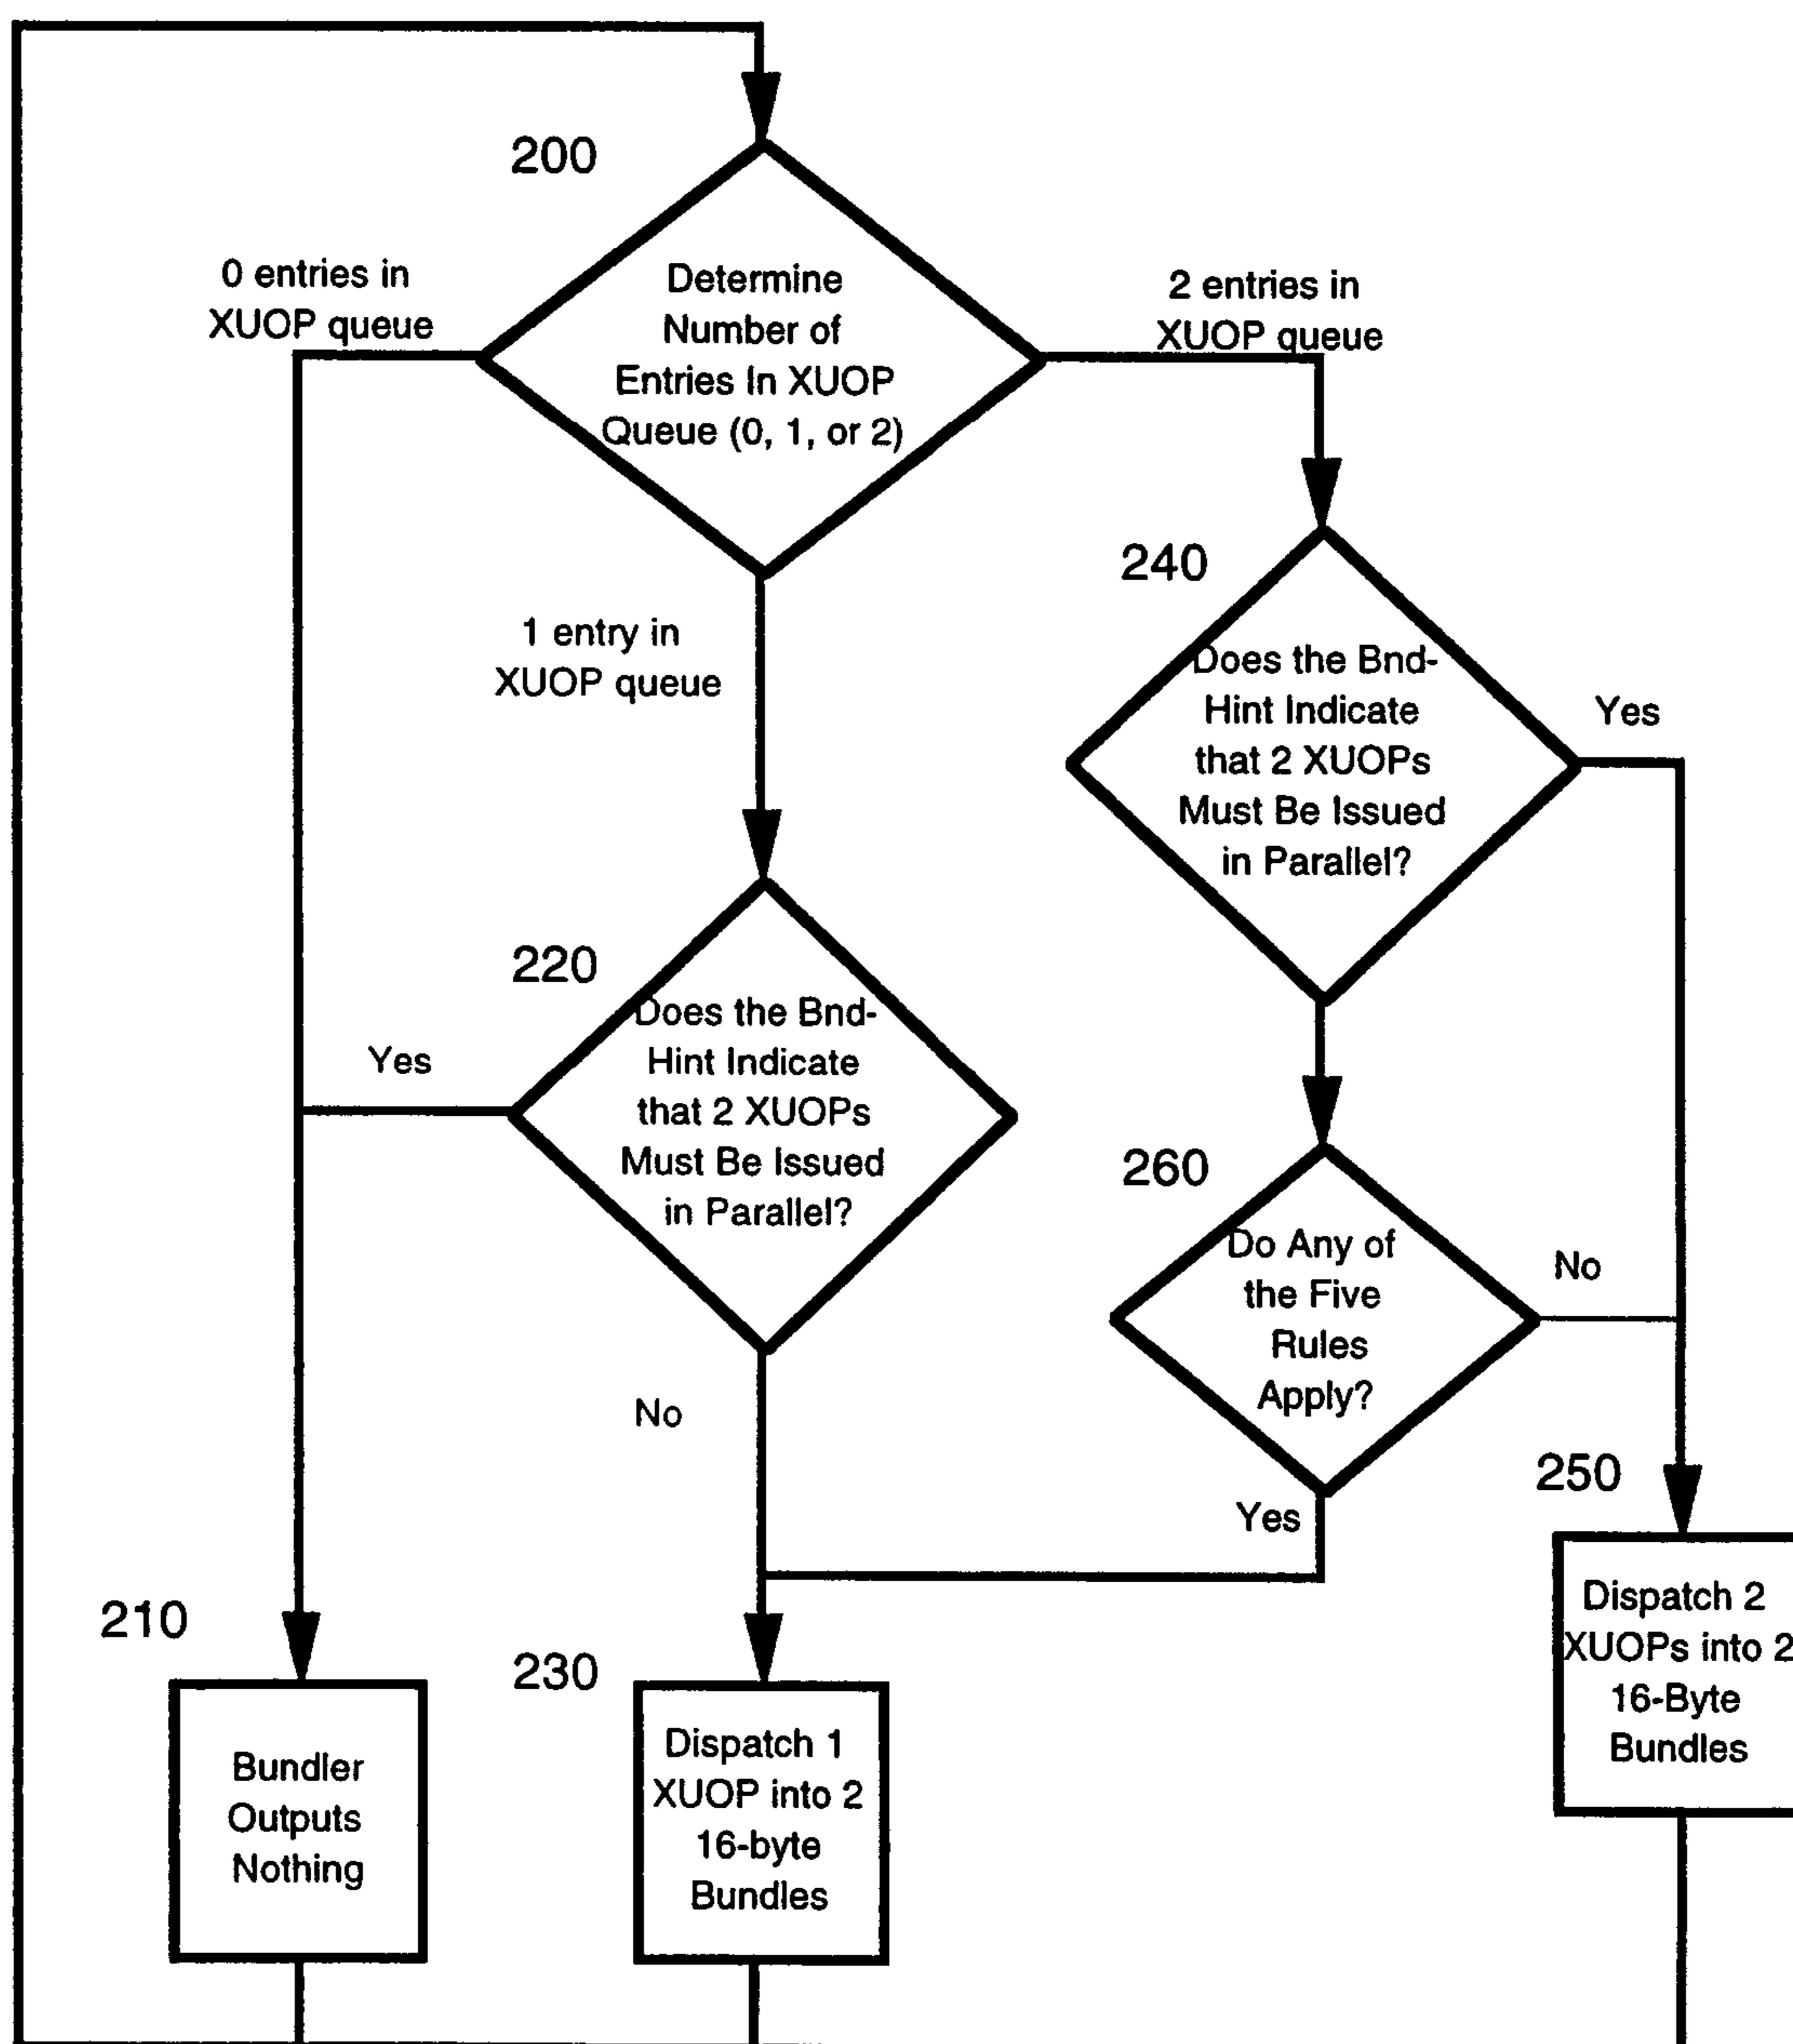 200
0 entries in
XUOP queue
Determine
Number of
Entries In XUOP
Queue (0, 1, or 2)
2 entries in
XUOP queue
1 entry in
XUOP queue
240
Does the Bnd-
Hint Indicate
that 2 XUOPs
Must Be Issued
in Parallel?
Yes
220
Does the Bnd-
Hint Indicate
that 2 XUOPs
Must Be Issued
in Parallel?
Yes
No
260
Do Any of
the Five
Rules
Apply?
No
Yes
250
Dispatch 2
XUOPs into 2
16-Byte
Bundles
210
Bundler
Outputs
Nothing
230
Dispatch 1
XUOP into 2
16-byte
Bundles